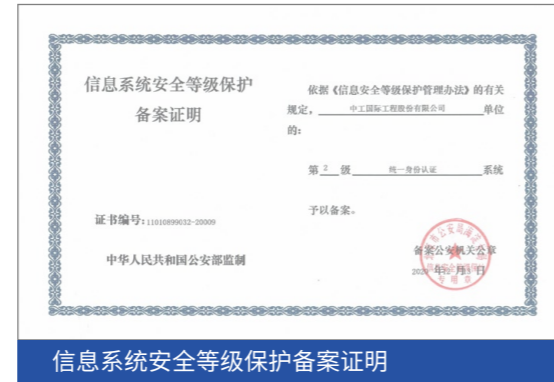 信息系统安全等级保护
备案证明
证书编号:11010899032-20009
中华人民共和国公安部监制
依据《信息安全等级保护管理办法》的有关
规定，中工国际工程股份有限公司单位
的：
第2级 统一身份认证系统
予以备案。
备案公安机关公章
年 月 日
信息系统安全等级保护备案证明